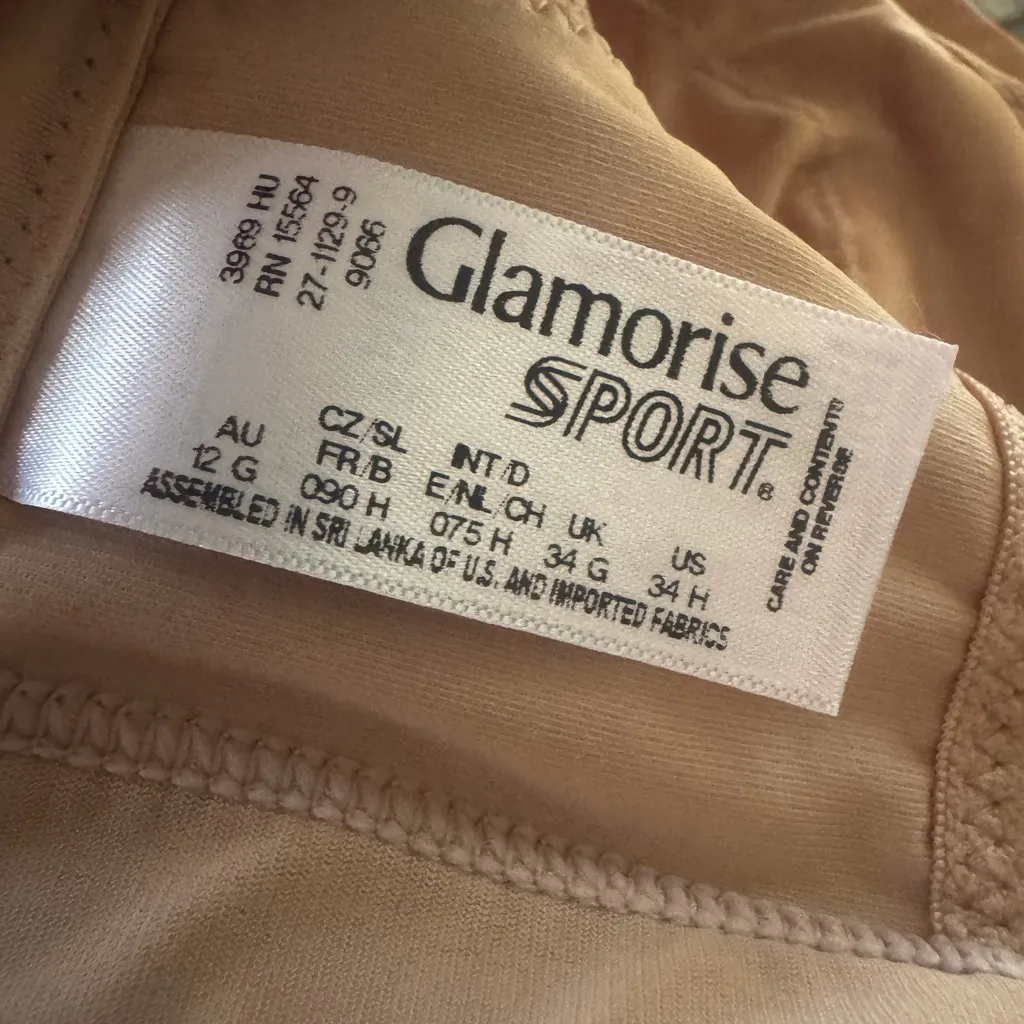 3969 HU
RN 15564
27-1129-9
9066
Glamorise
SPORT®
CARE AND CONTENTS
ON REVERSE
AU
12 G
CZ/SL
FR/B
090 H
INT/D
E/NL/CH
075 H
UK
34 G
US
34 H
ASSEMBLED IN SRI LANKA OF U.S. AND IMPORTED FABRICS